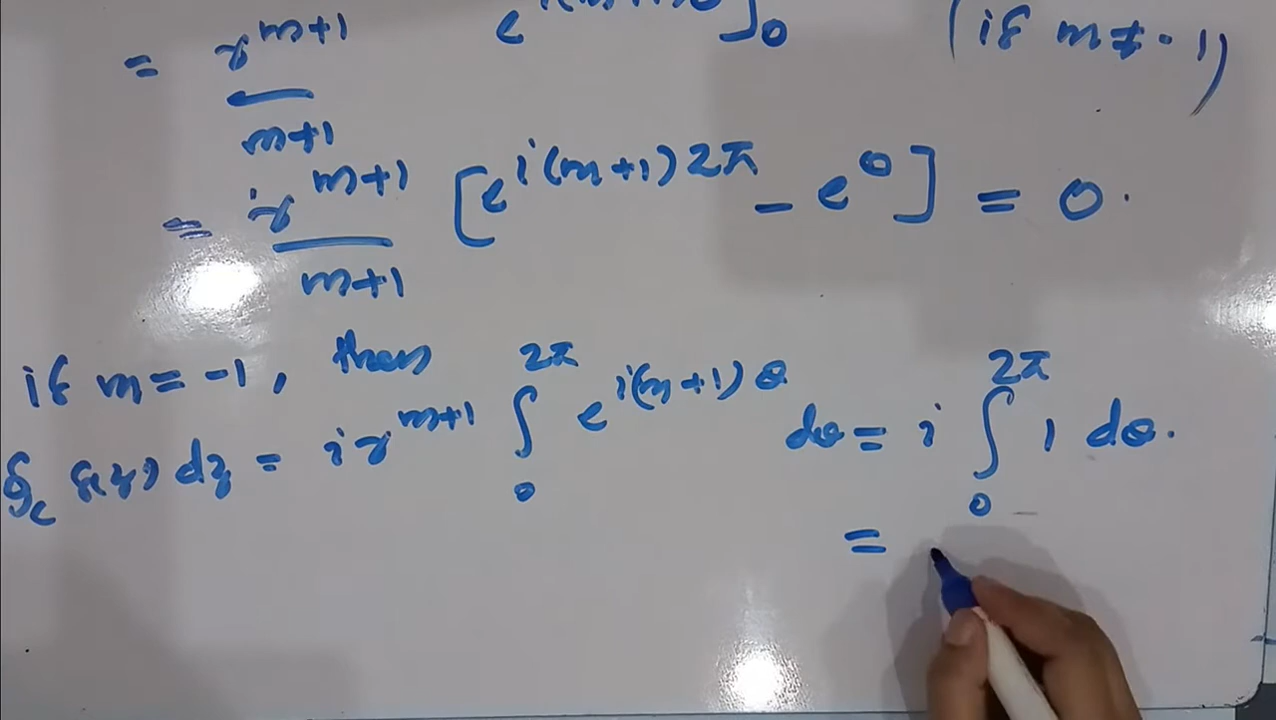 = r^{m+1}/m+1 e^{i(m+1)θ}]_0 (if m ≠ -1)
= ir^{m+1}/m+1 [e^{i(m+1)2π} - e^0] = 0.
if m = -1, then
∮_c f(z) dz = ir^{m+1} ∫_0^{2π} e^{i(m+1)θ} dθ = i ∫_0^{2π} 1 dθ.
=